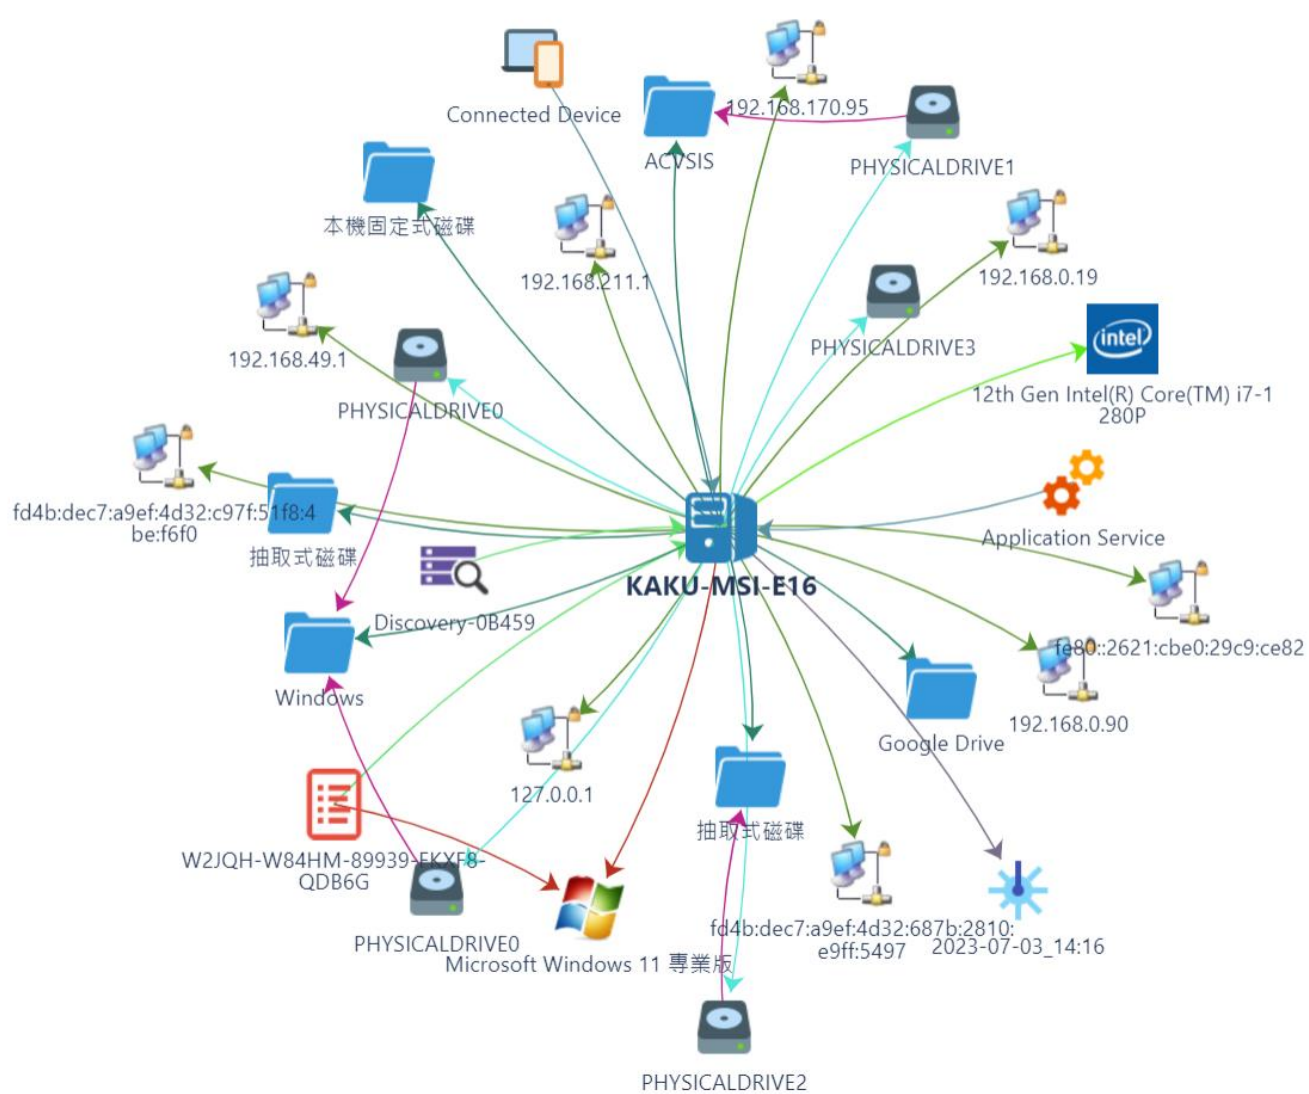 Connected Device
192.168.170.95
ACVSIS
PHYSICALDRIVE1
本機固定式磁碟
192.168.211.1
192.168.0.19
192.168.49.1
PHYSICALDRIVE3
intel
12th Gen Intel(R) Core(TM) i7-1
280P
PHYSICALDRIVE0
fd4b:dec7:a9ef:4d32:c97f:51f8:4
be:f6f0
抽取式磁碟
Application Service
KAKU-MSI-E16
Discovery-0B459
fe80::2621:cbe0:29c9:ce82
Windows
192.168.0.90
Google Drive
127.0.0.1
抽取式磁碟
W2JQH-W84HM-89939-FKXF8-
QDB6G
fd4b:dec7:a9ef:4d32:687b:2810:
e9ff:5497
2023-07-03_14:16
PHYSICALDRIVE0
Microsoft Windows 11 專業版
PHYSICALDRIVE2